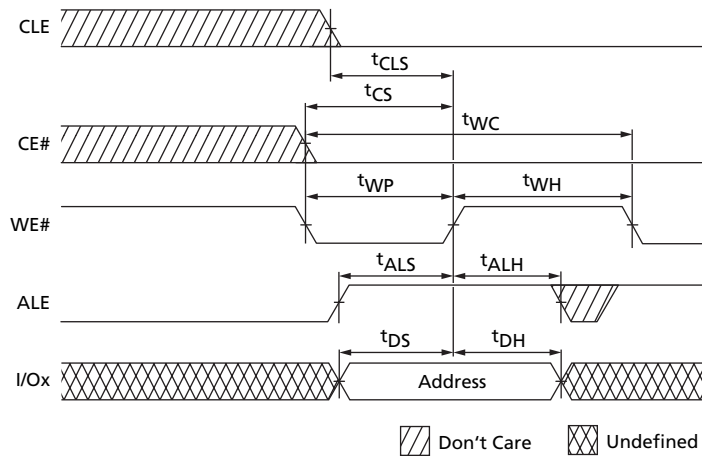 CLE
tCLS
tCS
tWC
CE#
tWP
tWH
WE#
tALS
tALH
ALE
tDS
tDH
I/Ox
Address
Don't Care
Undefined